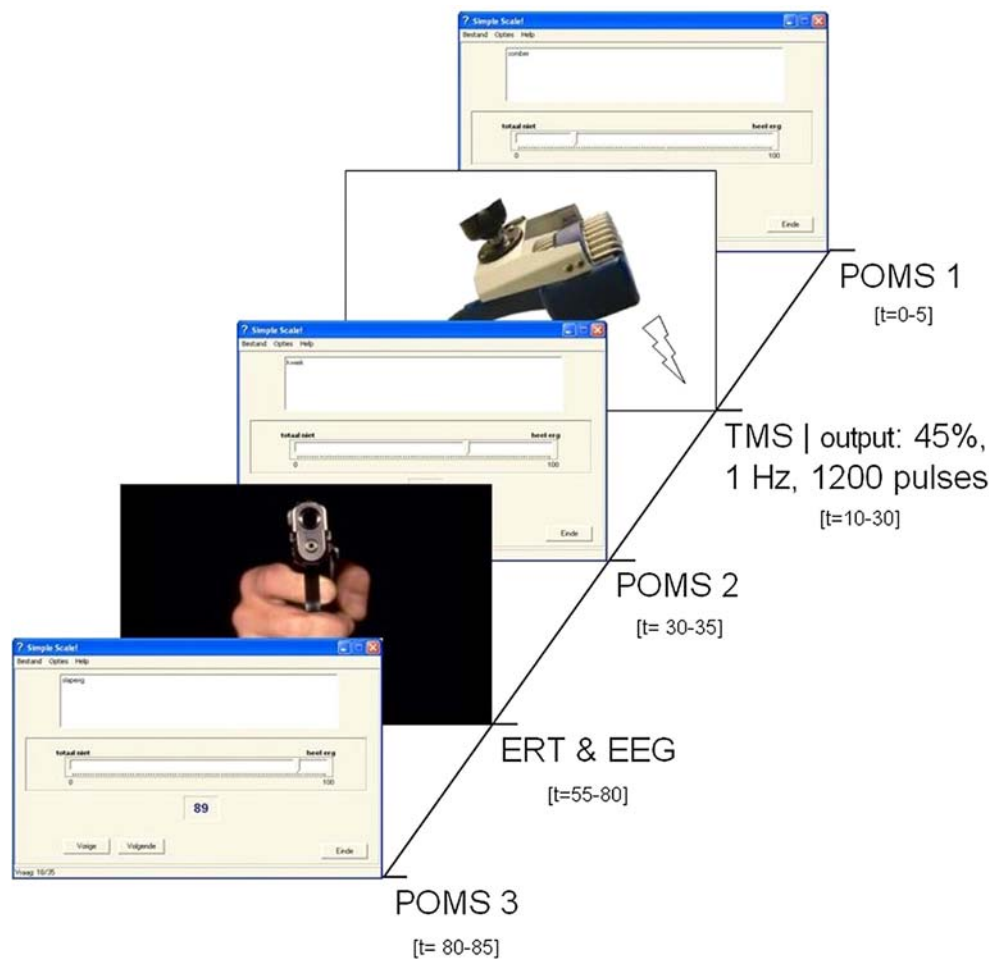 ? Simple Scale!
Bestand Opties Help
somber
totaal niet heel erg
0 100
Einde
POMS 1
[t=0-5]
TMS | output: 45%,
1 Hz, 1200 pulses
[t=10-30]
? Simple Scale!
Bestand Opties Help
kwaak
totaal niet heel erg
0 100
Einde
POMS 2
[t= 30-35]
ERT & EEG
[t=55-80]
? Simple Scale!
Bestand Opties Help
slaperig
totaal niet heel erg
0 100
89
Vorige Volgende Einde
Vraag: 10/35
POMS 3
[t= 80-85]